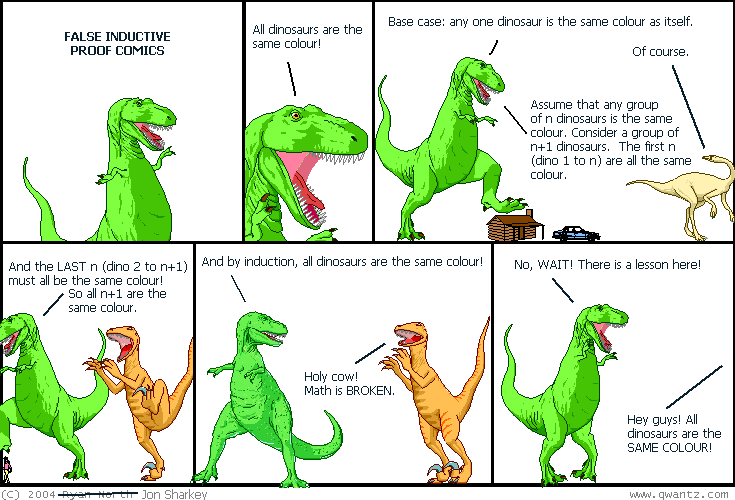 FALSE INDUCTIVE
PROOF COMICS
All dinosaurs are the
same colour!
Base case: any one dinosaur is the same colour as itself.
Of course.
Assume that any group
of n dinosaurs is the same
colour. Consider a group of
n+1 dinosaurs. The first n
(dino 1 to n) are all the same
colour.
And the LAST n (dino 2 to n+1)
must all be the same colour!
So all n+1 are the
same colour.
And by induction, all dinosaurs are the same colour!
Holy cow!
Math is BROKEN.
No, WAIT! There is a lesson here!
Hey guys! All
dinosaurs are the
SAME COLOUR!
(C) 2004 Ryan North Jon Sharkey
www.qwantz.com